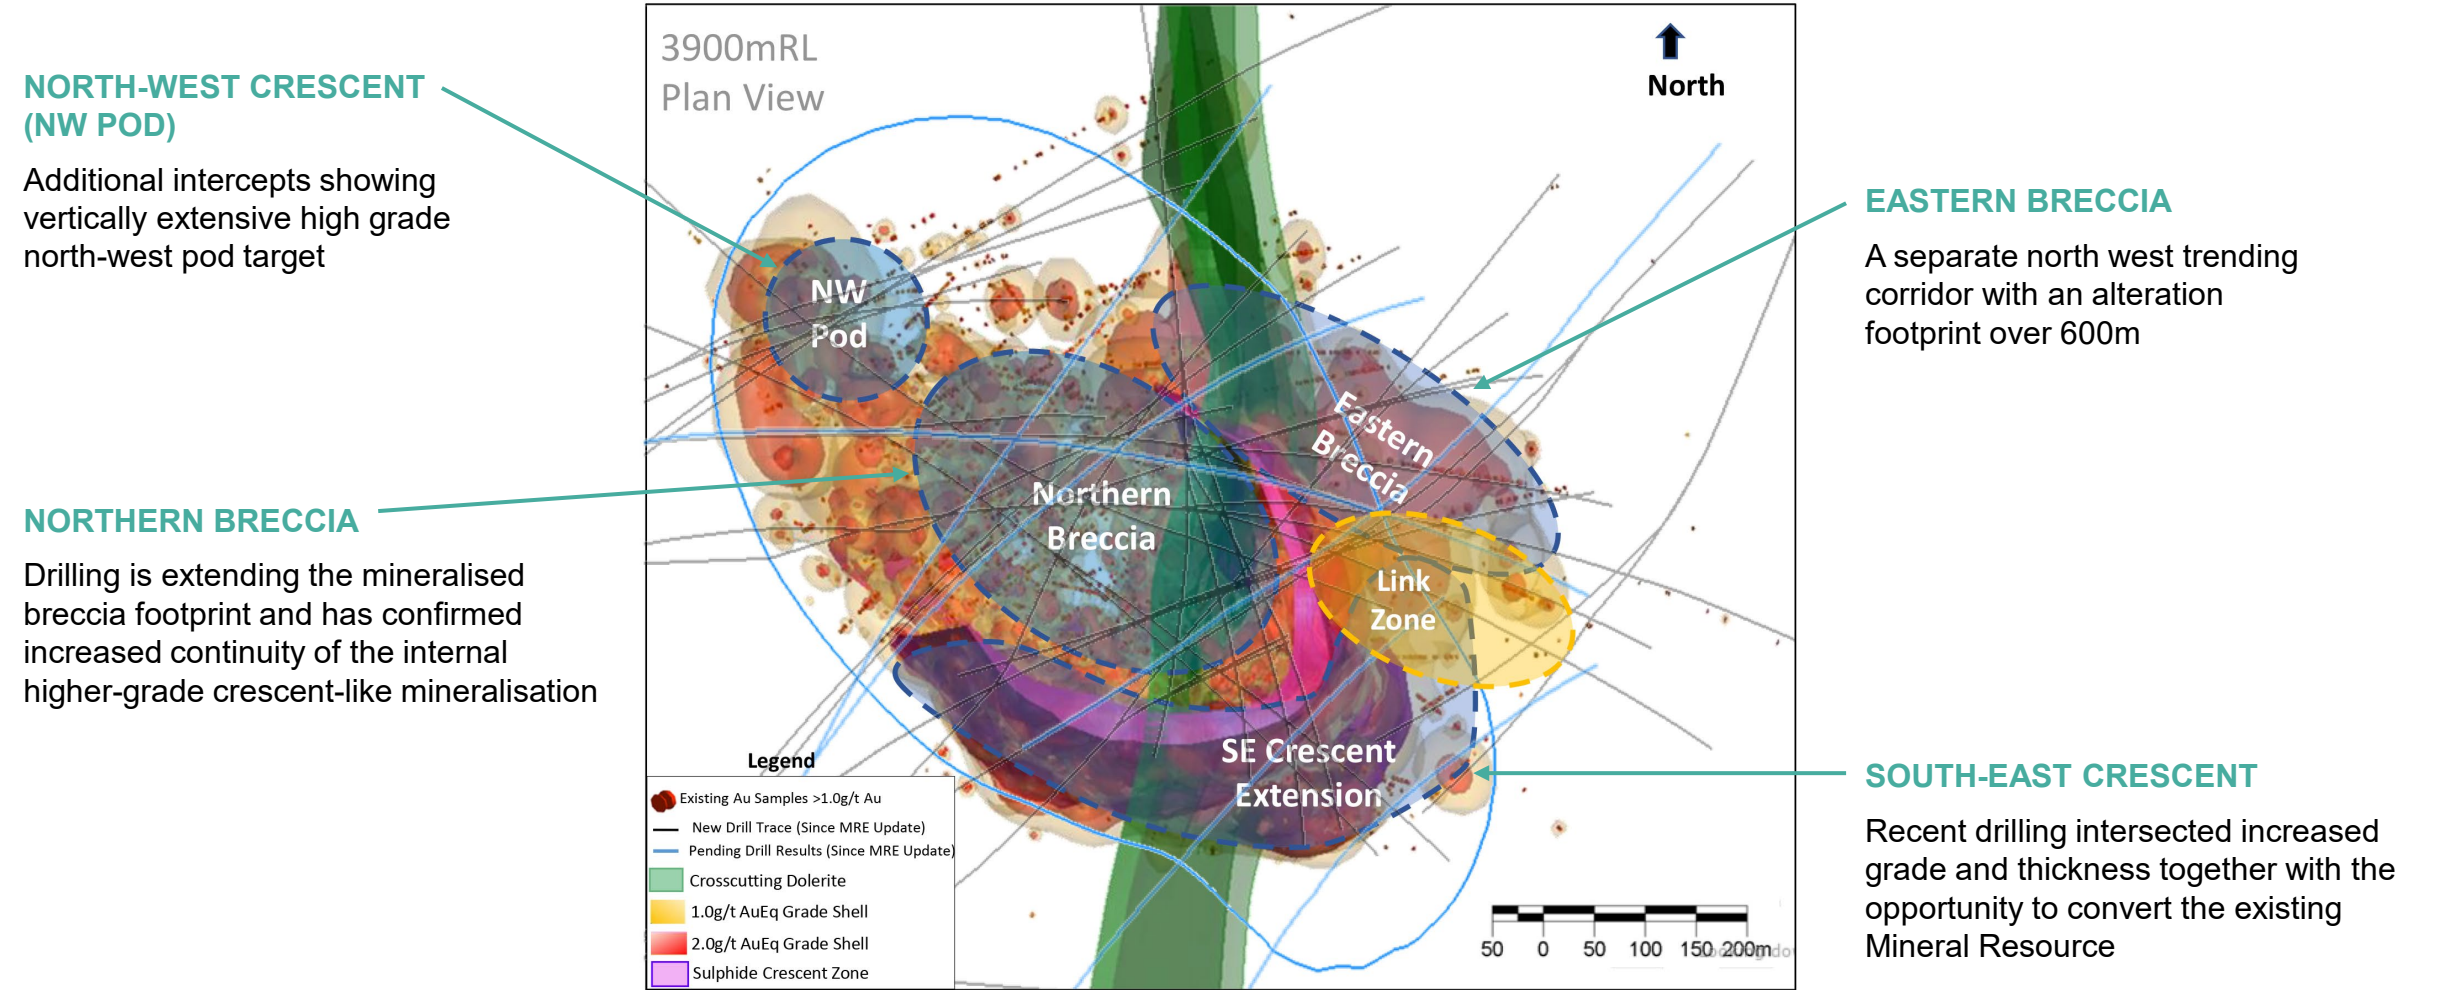 NORTH-WEST CRESCENT
(NW POD)
Additional intercepts showing
vertically extensive high grade
north-west pod target
NORTHERN BRECCIA
Drilling is extending the mineralised
breccia footprint and has confirmed
increased continuity of the internal
higher-grade crescent-like mineralisation
3900mRL
Plan View
North
NW
Pod
Northern
Breccia
Eastern
Breccia
Link
Zone
SE Crescent
Extension
Legend
Existing Au Samples >1.0g/t Au
New Drill Trace (Since MRE Update)
Pending Drill Results (Since MRE Update)
Crosscutting Dolerite
1.0g/t AuEq Grade Shell
2.0g/t AuEq Grade Shell
Sulphide Crescent Zone
50 0 50 100 150 200m
EASTERN BRECCIA
A separate north west trending
corridor with an alteration
footprint over 600m
SOUTH-EAST CRESCENT
Recent drilling intersected increased
grade and thickness together with the
opportunity to convert the existing
Mineral Resource